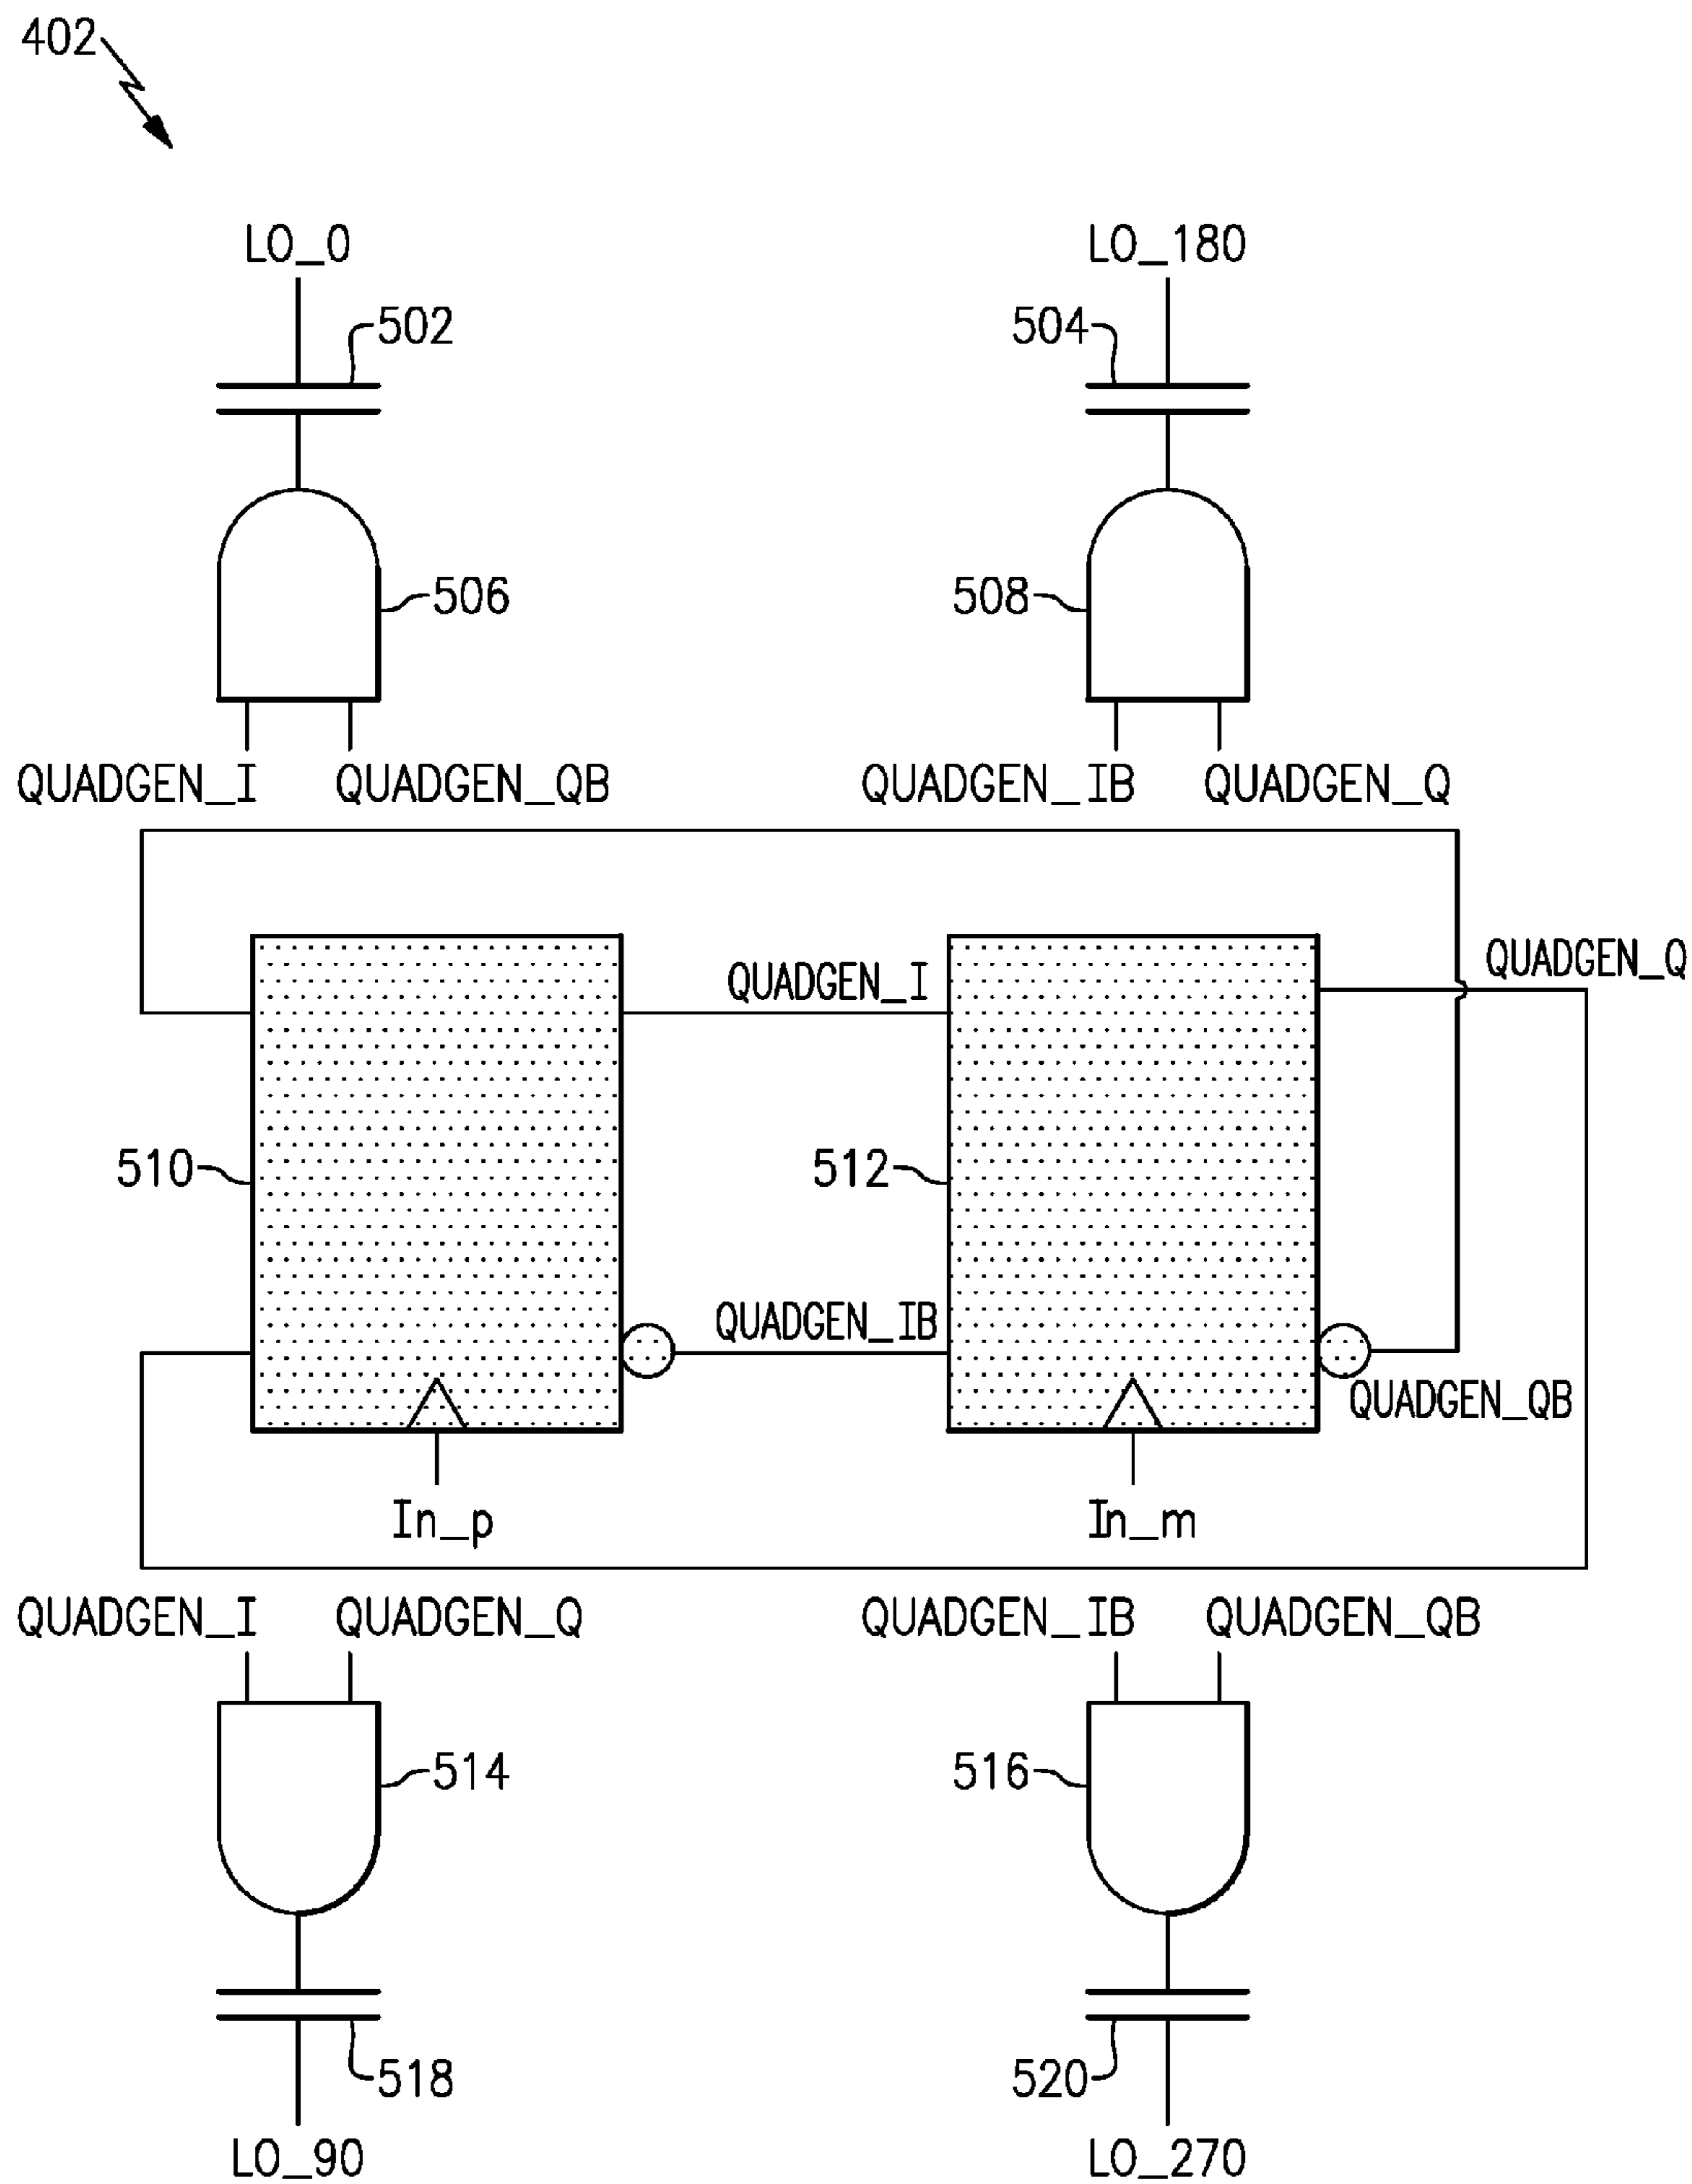 402
LO_0
LO_180
502
504
506
508
QUADGEN_I
QUADGEN_QB
QUADGEN_IB
QUADGEN_Q
QUADGEN_I
QUADGEN_Q
510
512
QUADGEN_IB
QUADGEN_QB
In_p
In_m
QUADGEN_I
QUADGEN_Q
QUADGEN_IB
QUADGEN_QB
514
516
518
520
LO_90
LO_270